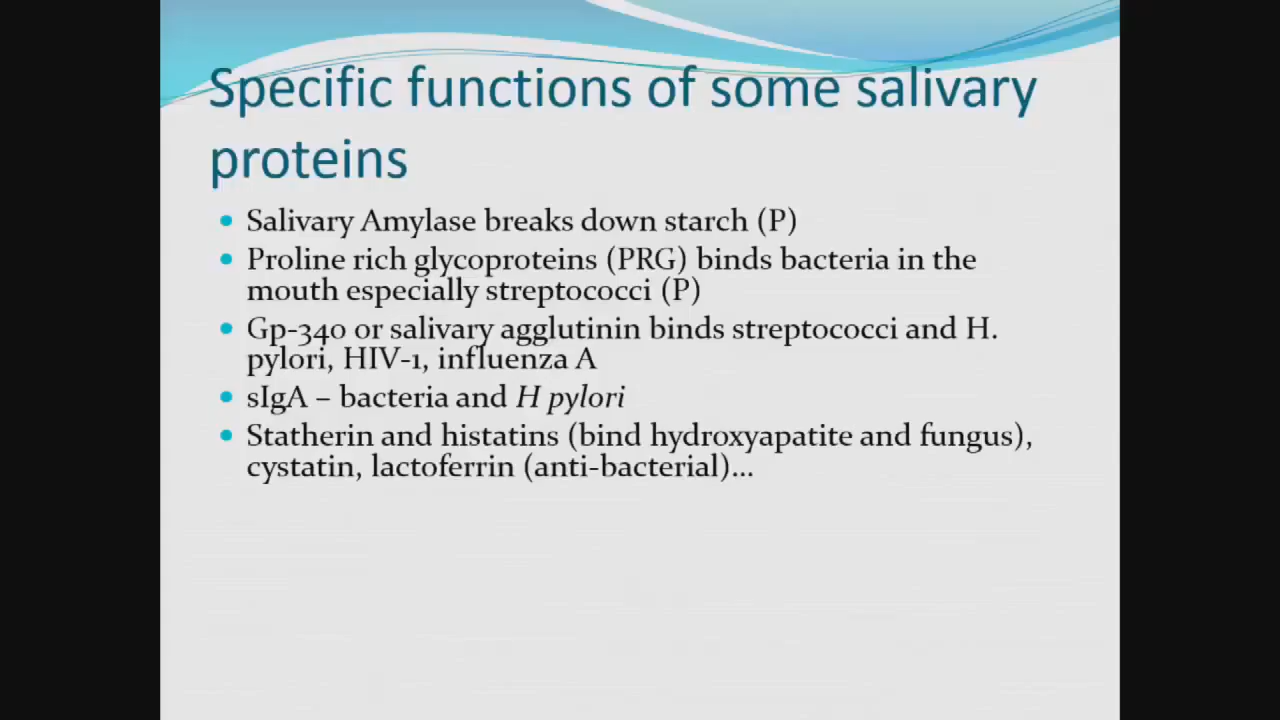 Specific functions of some salivary
proteins
• Salivary Amylase breaks down starch (P)
• Proline rich glycoproteins (PRG) binds bacteria in the
mouth especially streptococci (P)
• Gp-340 or salivary agglutinin binds streptococci and H.
pylori, HIV-1, influenza A
• sIgA – bacteria and H pylori
• Statherin and histatins (bind hydroxyapatite and fungus),
cystatin, lactoferrin (anti-bacterial)...